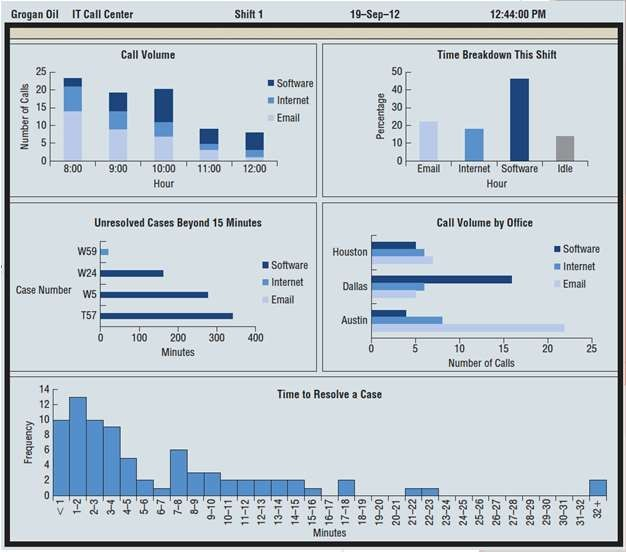 Grogan Oil IT Call Center Shift 1 19–Sep–12 12:44:00 PM
Call Volume
Number of Calls
25
20
15
10
5
0
8:00 9:00 10:00 11:00 12:00
Hour
Software
Internet
Email
Time Breakdown This Shift
Percentage
50
40
30
20
10
0
Email Internet Software Idle
Hour
Unresolved Cases Beyond 15 Minutes
Case Number
W59
W24
W5
T57
0 100 200 300 400
Minutes
Software
Internet
Email
Call Volume by Office
Houston
Dallas
Austin
0 5 10 15 20 25
Number of Calls
Software
Internet
Email
Time to Resolve a Case
Frequency
14
12
10
8
6
4
2
0
< 1 1–2 2–3 3–4 4–5 5–6 6–7 7–8 8–9 9–10 10–11 11–12 12–13 13–14 14–15 15–16 16–17 17–18 18–19 19–20 20–21 21–22 22–23 23–24 24–25 25–26 26–27 27–28 28–29 29–30 30–31 31–32 32+
Minutes